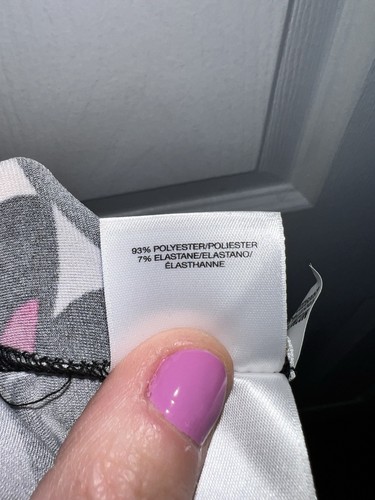 93% POLYESTER/POLIESTER
7% ELASTANE/ELASTANO/
ÉLASTHANNE